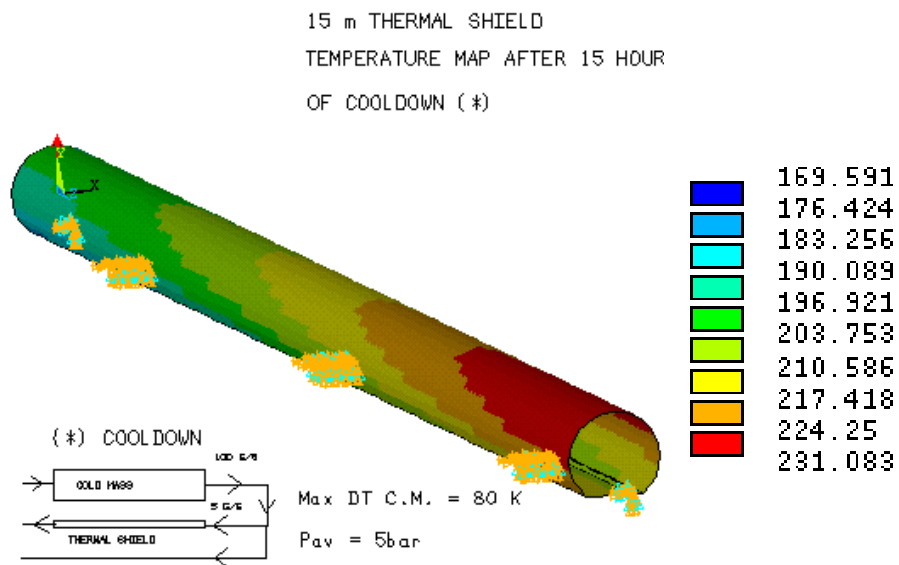 15 m THERMAL SHIELD
TEMPERATURE MAP AFTER 15 HOUR
OF COOLDOWN (*)
Y
X
169.591
176.424
183.256
190.089
196.921
203.753
210.586
217.418
224.25
231.083
(*) COOLDOWN
100 G/S
COLD MASS
5 G/S
THERMAL SHIELD
Max DT C.M. = 80 K
Pav = 5bar